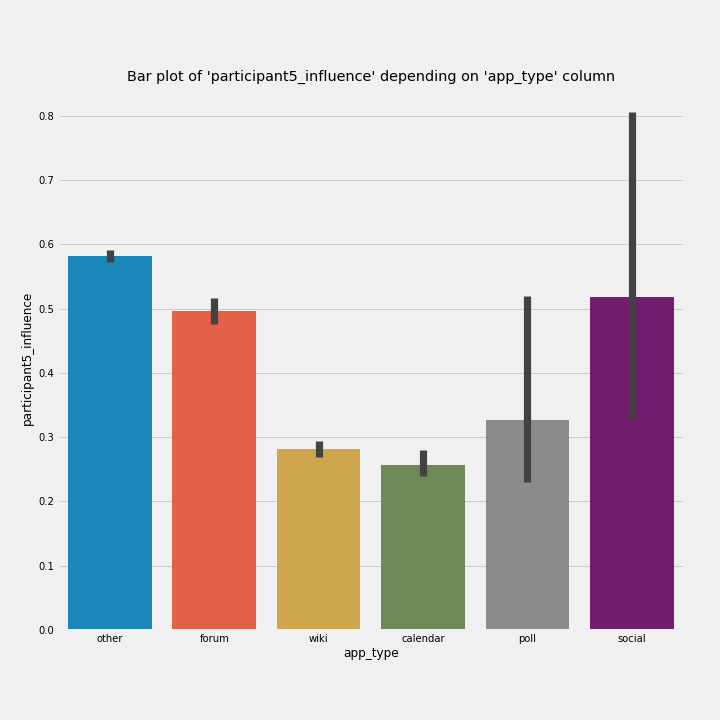 Bar plot of 'participant5_influence' depending on 'app_type' column
participant5_influence
0.8
0.7
0.6
0.5
0.4
0.3
0.2
0.1
0.0
other forum wiki calendar poll social
app_type